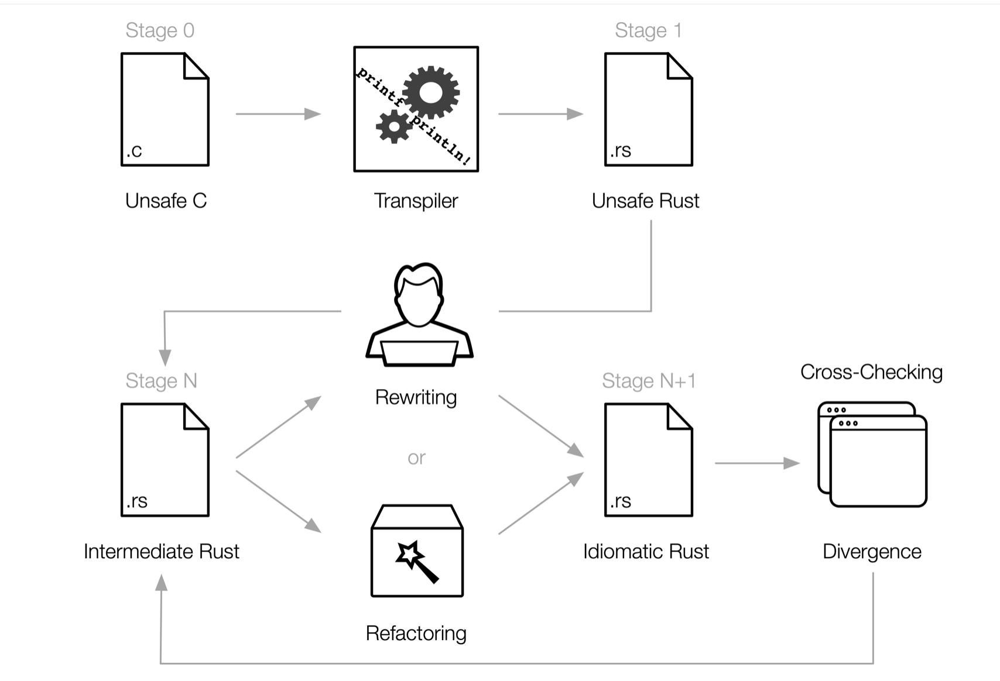 Stage 0
Stage 1
printf
println!
.c
.rs
Unsafe C
Transpiler
Unsafe Rust
Cross-Checking
Stage N
Rewriting
Stage N+1
or
.rs
.rs
Intermediate Rust
Idiomatic Rust
Divergence
Refactoring